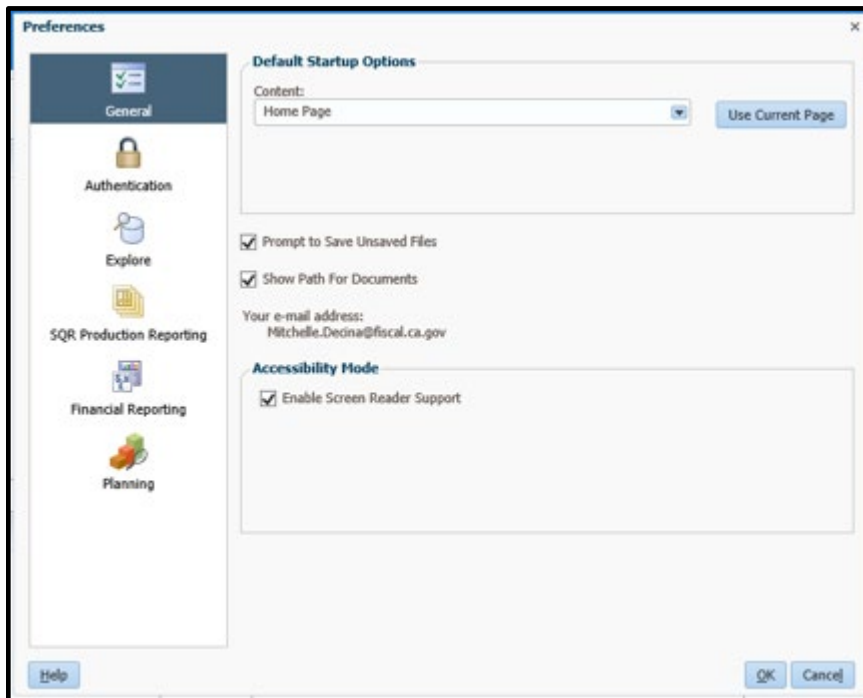 Preferences
General
Authentication
Explore
SQR Production Reporting
Financial Reporting
Planning
Default Startup Options
Content:
Home Page
Use Current Page
Prompt to Save Unsaved Files
Show Path For Documents
Your e-mail address:
Mitchelle.Decina@fiscal.ca.gov
Accessibility Mode
Enable Screen Reader Support
Help
OK
Cancel